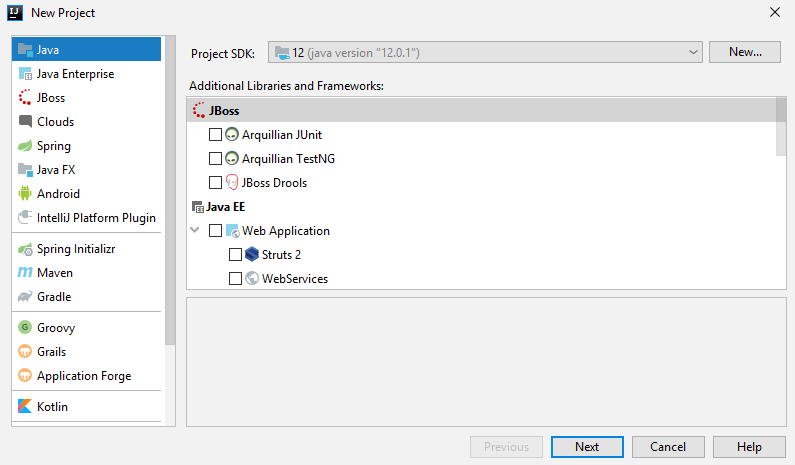 New Project
Java
Java Enterprise
JBoss
Clouds
Spring
Java FX
Android
IntelliJ Platform Plugin
Spring Initializr
Maven
Gradle
Groovy
Grails
Application Forge
Kotlin
Project SDK: 12 (java version "12.0.1") New...
Additional Libraries and Frameworks:
JBoss
Arquillian JUnit
Arquillian TestNG
JBoss Drools
Java EE
Web Application
Struts 2
WebServices
Previous Next Cancel Help